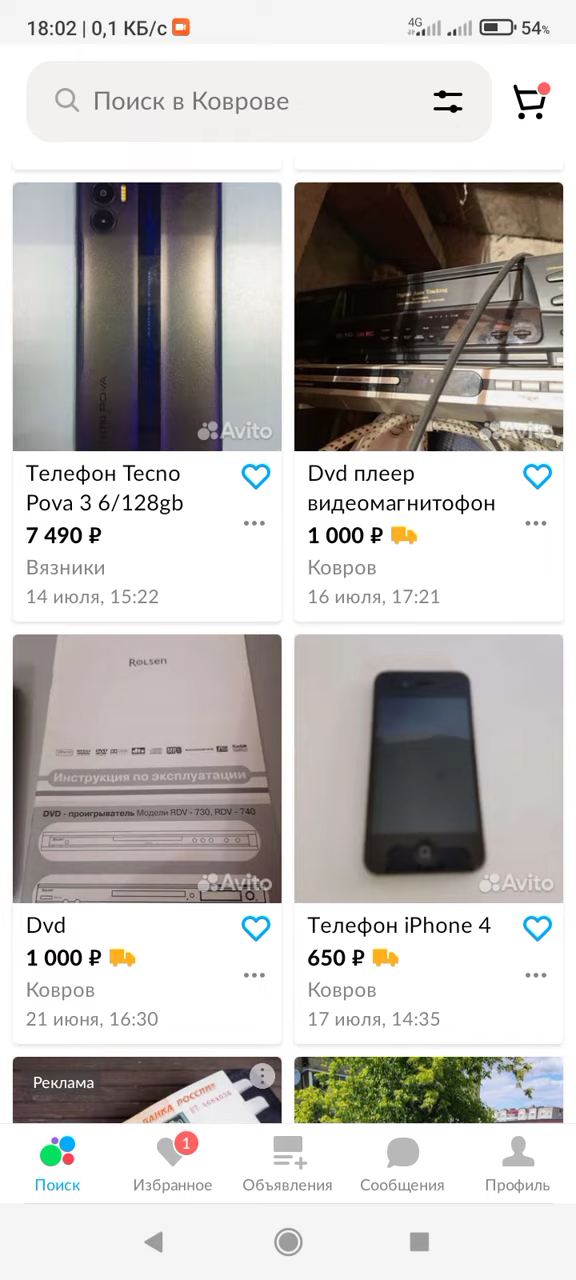 18:02 | 0,1 КБ/с
4G
54%
Поиск в Коврове
Avito
Avito
Телефон Tecno
Pova 3 6/128gb
7 490 ₽
Вязники
14 июля, 15:22
Dvd плеер
видеомагнитофон
1 000 ₽
Ковров
16 июля, 17:21
ROLSEN
Инструкция по эксплуатации
DVD - проигрыватель Модели RDV - 730, RDV - 740
Avito
Avito
Dvd
1 000 ₽
Ковров
21 июня, 16:30
Телефон iPhone 4
650 ₽
Ковров
17 июля, 14:35
Реклама
БАНКА РОССИИ
1
Поиск
Избранное
Объявления
Сообщения
Профиль